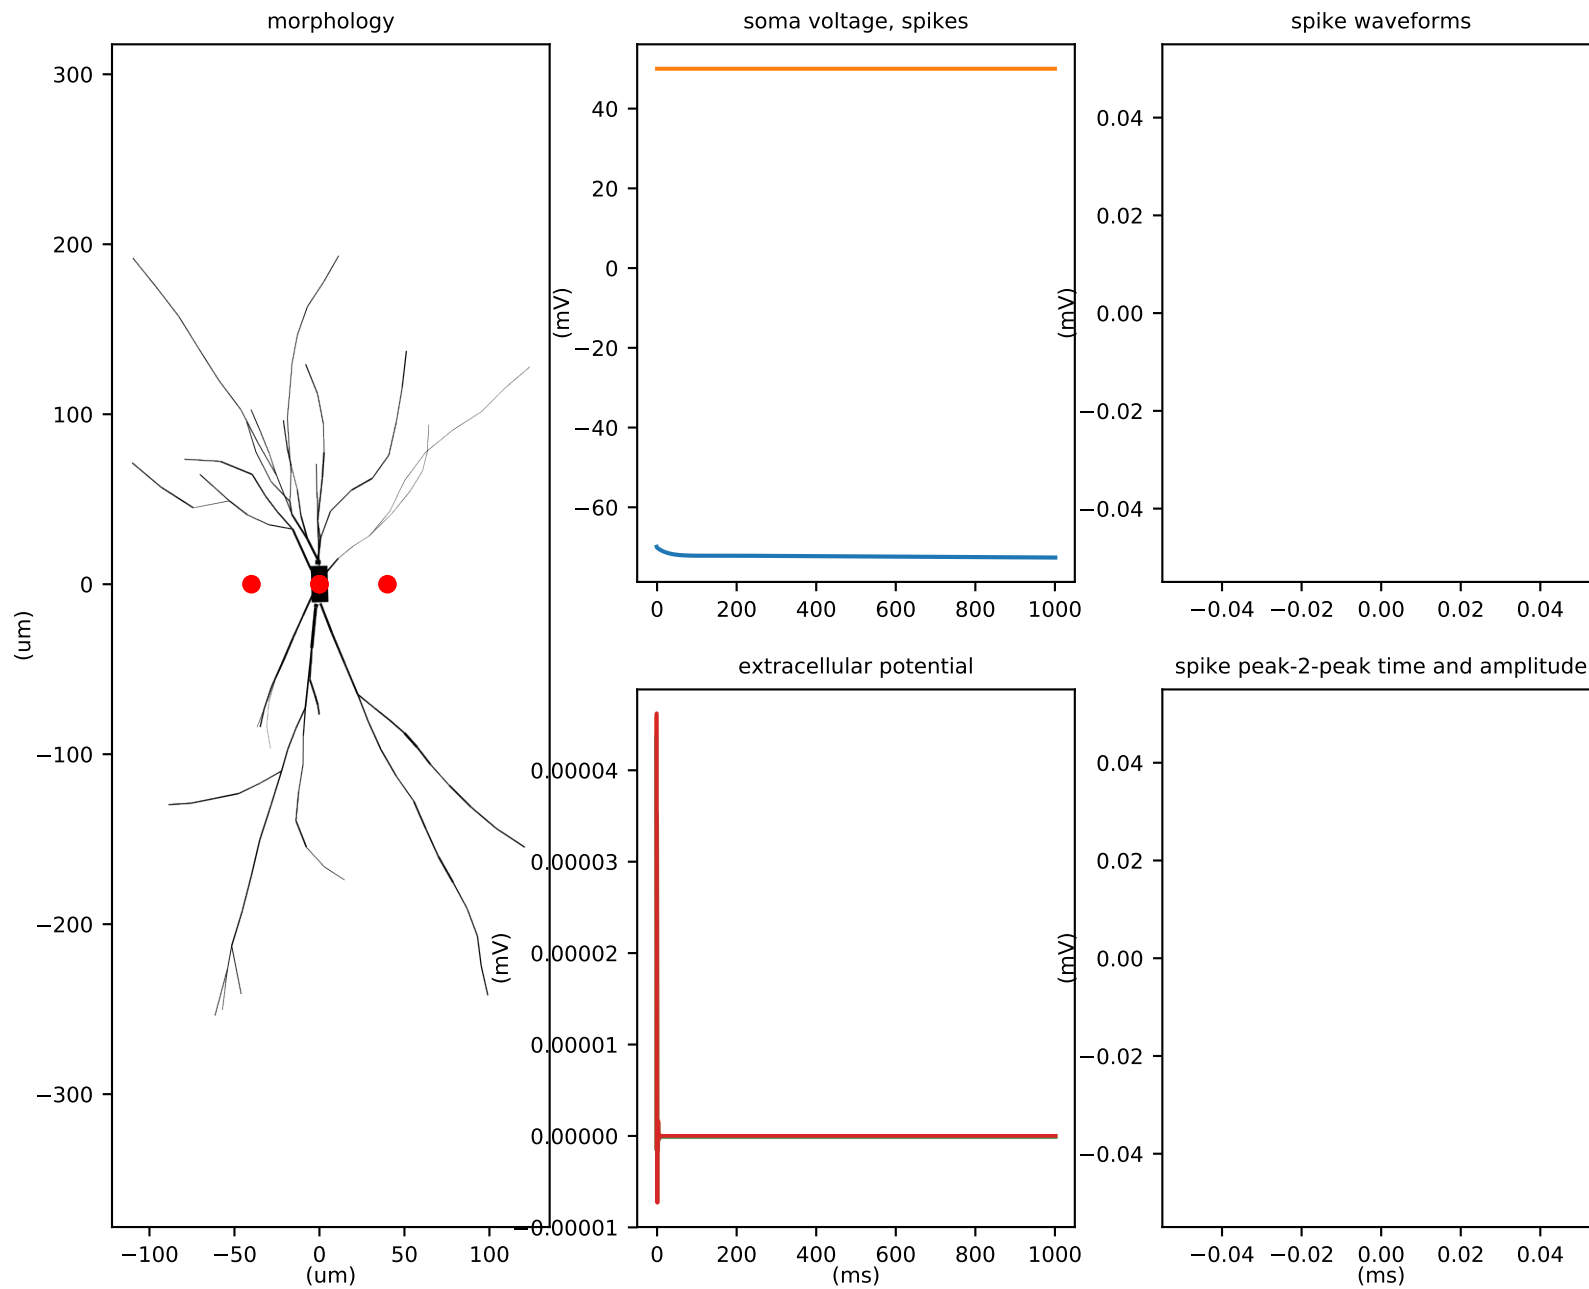 morphology
300
200
100
0
−100
−200
−300
(um)
−100 −50 0 50 100
(um)
soma voltage, spikes
40
20
0
−20
−40
−60
(mV)
0 200 400 600 800 1000
spike waveforms
0.04
0.02
0.00
−0.02
−0.04
(mV)
−0.04 −0.02 0.00 0.02 0.04
extracellular potential
0.00004
0.00003
0.00002
0.00001
0.00000
−0.00001
(mV)
0 200 400 600 800 1000
(ms)
spike peak-2-peak time and amplitude
0.04
0.02
0.00
−0.02
−0.04
(mV)
−0.04 −0.02 0.00 0.02 0.04
(ms)